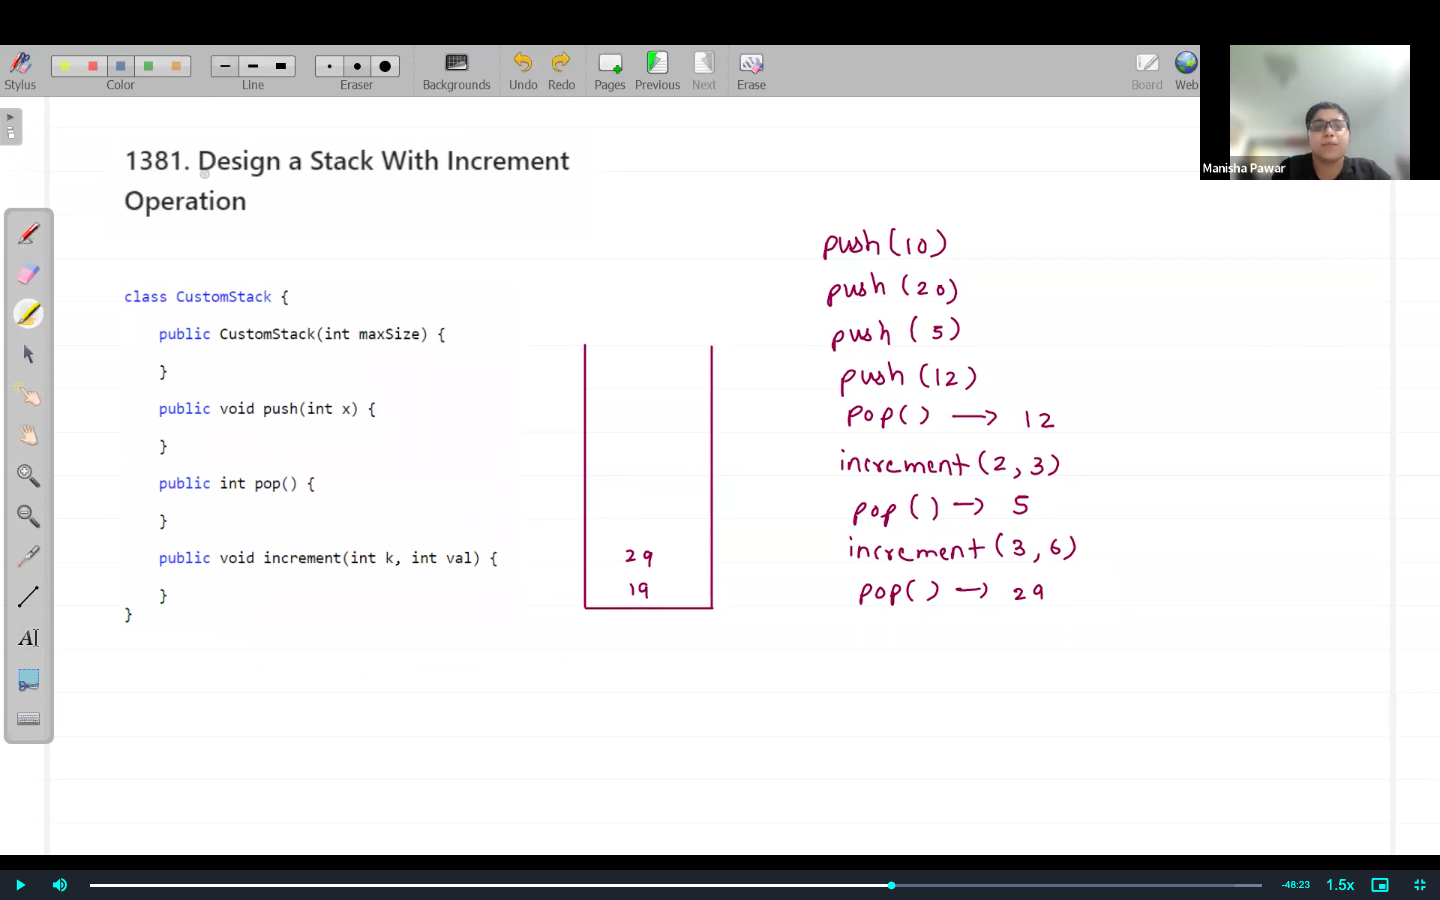 Stylus
Color
Line
Eraser
Backgrounds
Undo
Redo
Pages
Previous
Next
Erase
Board
Web
Manisha Pawar
1381. Design a Stack With Increment
Operation
class CustomStack {
public CustomStack(int maxSize) {
}
public void push(int x) {
}
public int pop() {
}
public void increment(int k, int val) {
}
}
29
19
push(10)
push (20)
push (5)
push (12)
pop() → 12
increment (2,3)
pop() → 5
increment (3,6)
pop() → 29
AI
-48:23
1.5x